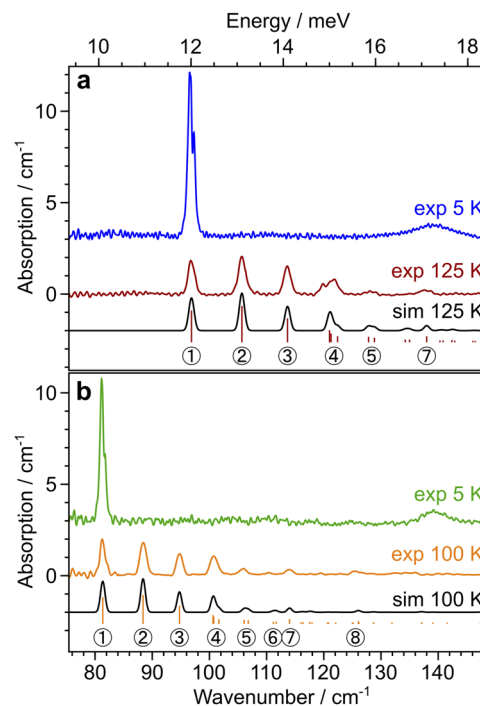 Energy / meV
10 12 14 16 18
a
Absorption / cm⁻¹
10
5
0
exp 5 K
exp 125 K
sim 125 K
① ② ③ ④ ⑤ ⑦
b
Absorption / cm⁻¹
10
5
0
exp 5 K
exp 100 K
sim 100 K
① ② ③ ④ ⑤ ⑥ ⑦ ⑧
80 90 100 110 120 130 140
Wavenumber / cm⁻¹